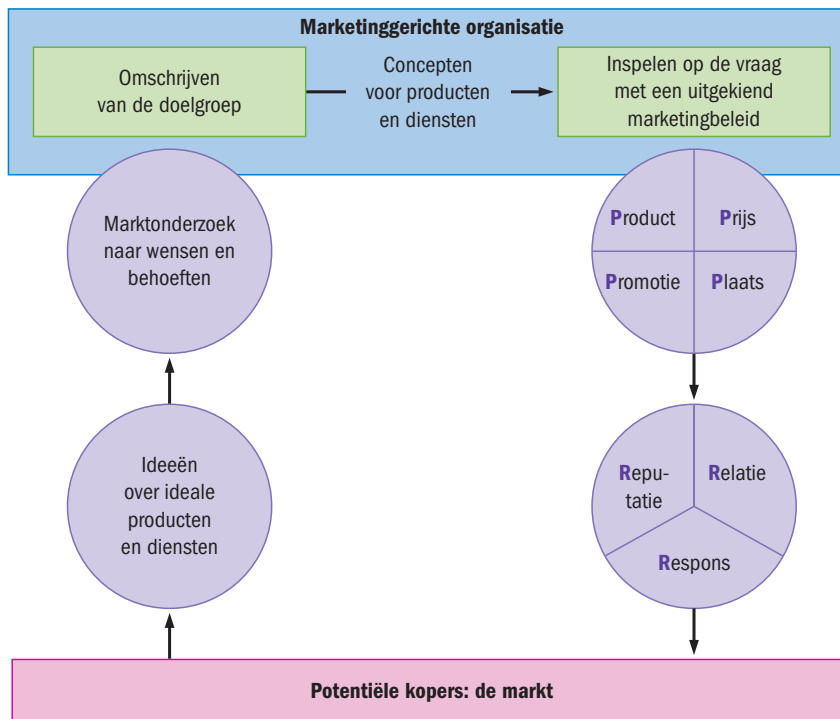 Marketinggerichte organisatie
Omschrijven
van de doelgroep
Concepten
voor producten
en diensten
Inspelen op de vraag
met een uitgekiend
marketingbeleid
Marktonderzoek
naar wensen en
behoeften
Product
Prijs
Promotie
Plaats
Ideeën
over ideale
producten
en diensten
Repu-
tatie
Relatie
Respons
Potentiële kopers: de markt